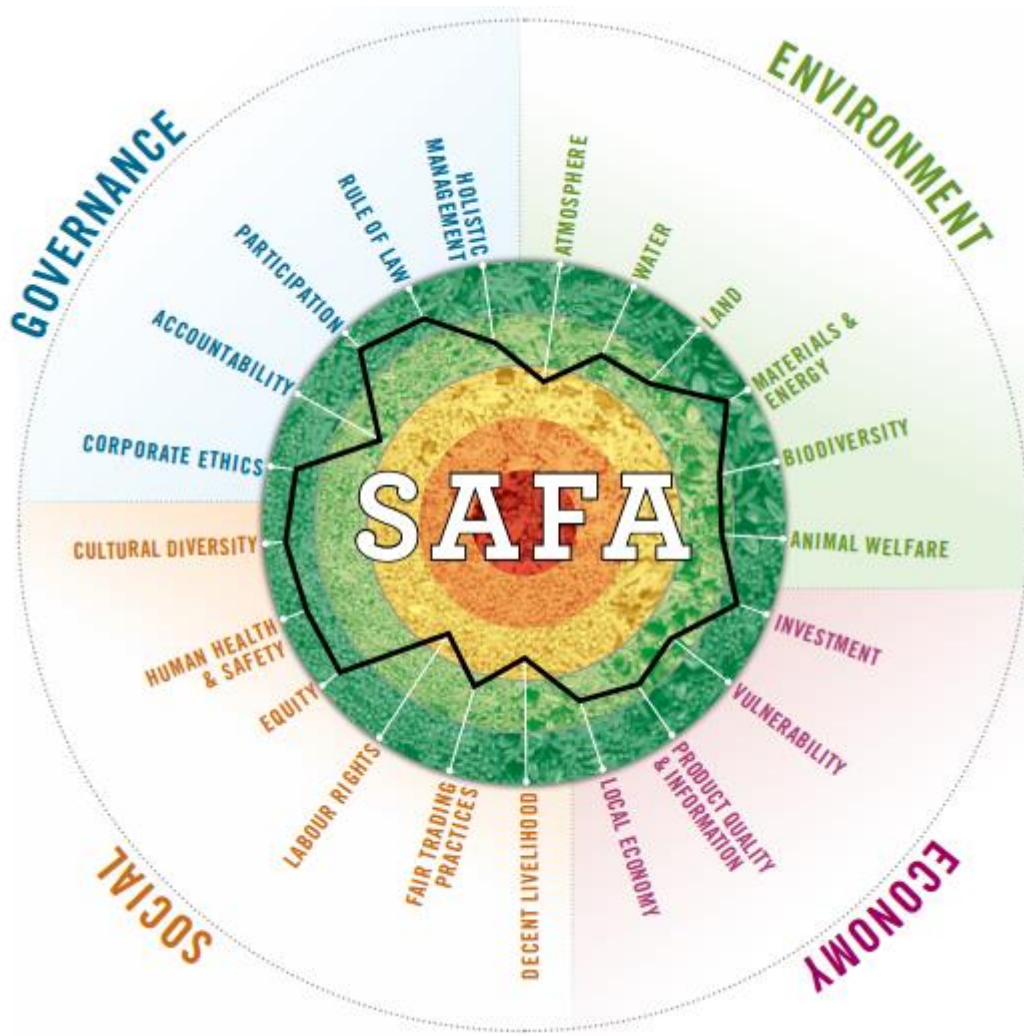 GOVERNANCE
ENVIRONMENT
HOLISTIC
MANAGEMENT
RULE OF LAW
PARTICIPATION
ACCOUNTABILITY
CORPORATE ETHICS
ATMOSPHERE
WATER
LAND
MATERIALS &
ENERGY
BIODIVERSITY
ANIMAL WELFARE
SAFA
CULTURAL DIVERSITY
HUMAN HEALTH
& SAFETY
EQUITY
LABOUR RIGHTS
FAIR TRADING
PRACTICES
DECENT LIVELIHOOD
INVESTMENT
VULNERABILITY
PRODUCT QUALITY
& INFORMATION
LOCAL ECONOMY
SOCIAL
ECONOMY